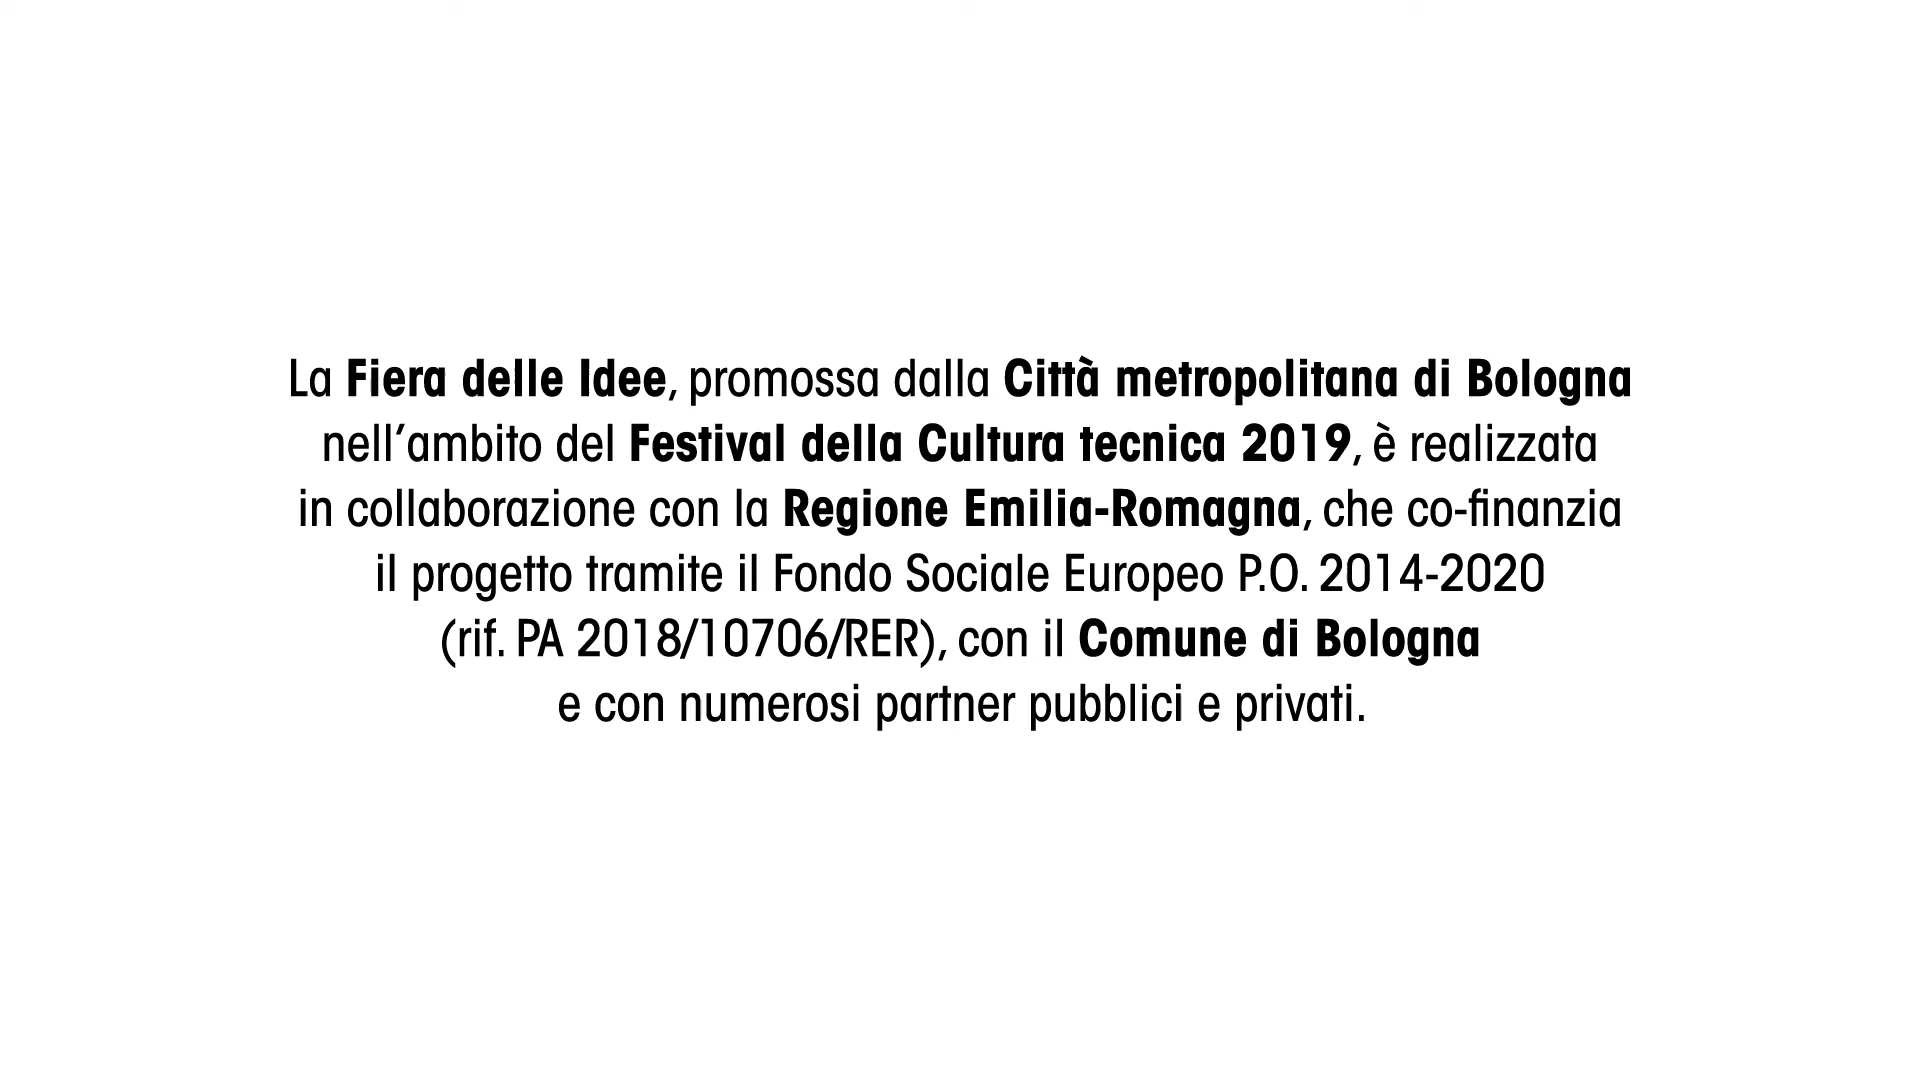 La Fiera delle Idee, promossa dalla Città metropolitana di Bologna
nell’ambito del Festival della Cultura tecnica 2019, è realizzata
in collaborazione con la Regione Emilia-Romagna, che co-finanzia
il progetto tramite il Fondo Sociale Europeo P.O. 2014-2020
(rif. PA 2018/10706/RER), con il Comune di Bologna
e con numerosi partner pubblici e privati.